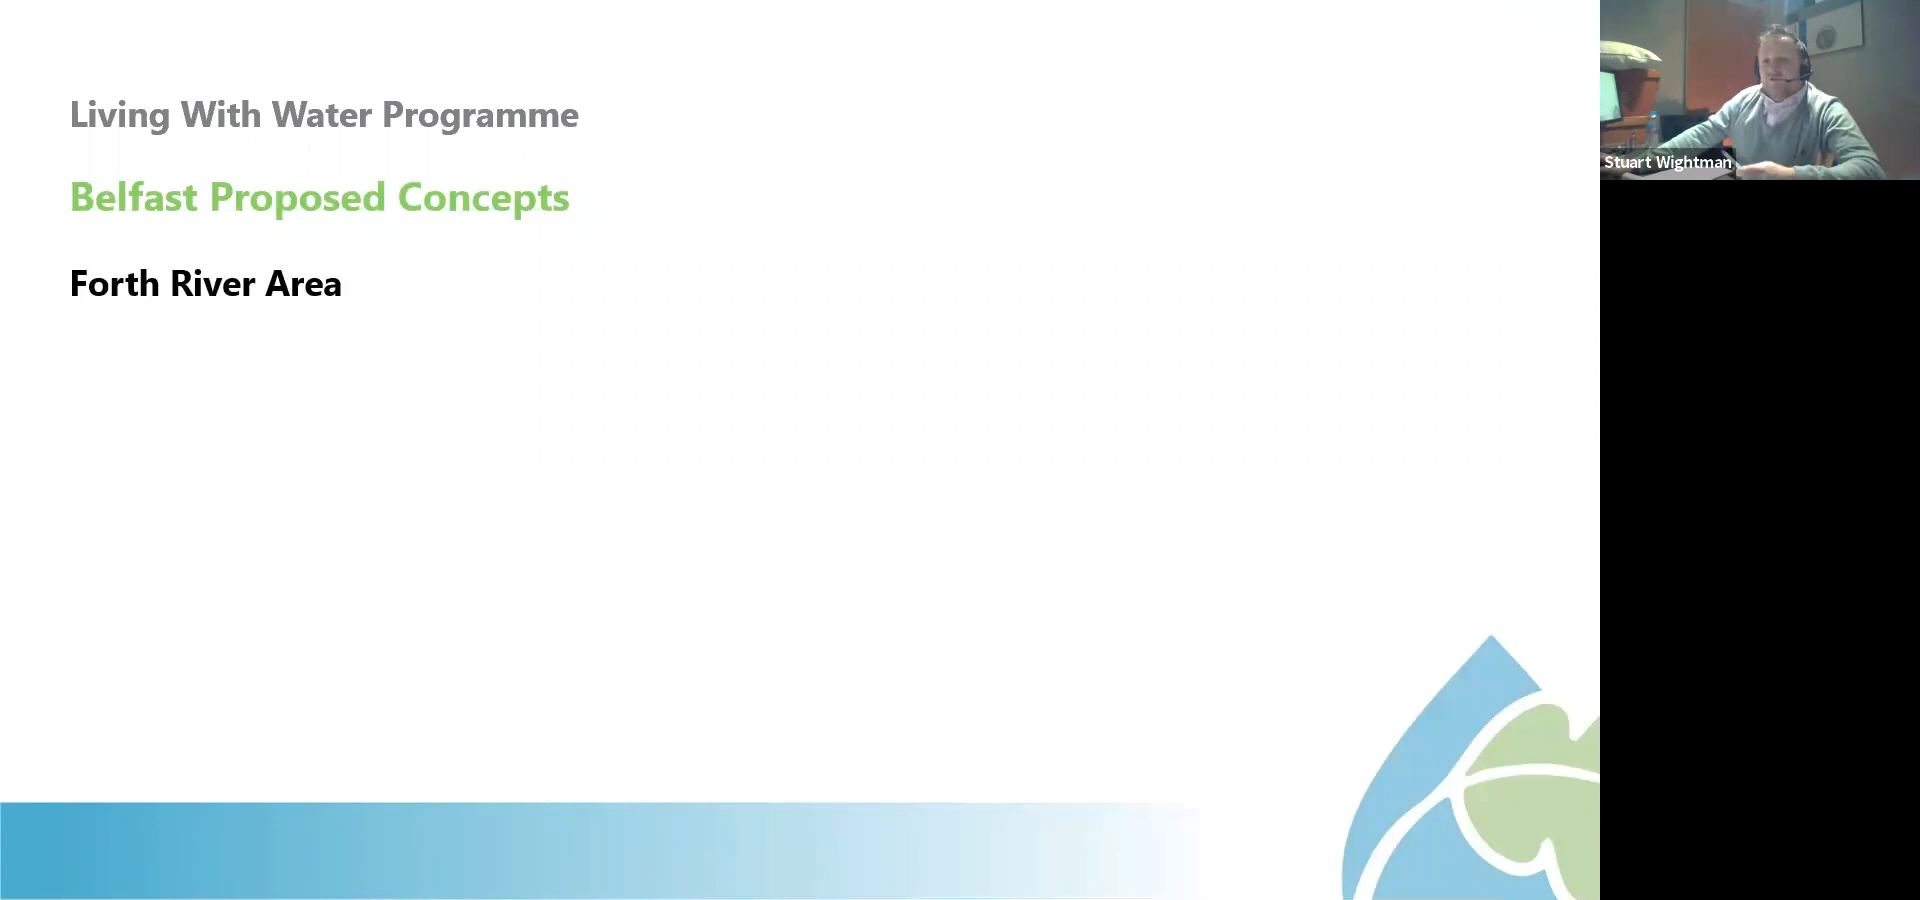 Living With Water Programme
Belfast Proposed Concepts
Forth River Area
Stuart Wightman